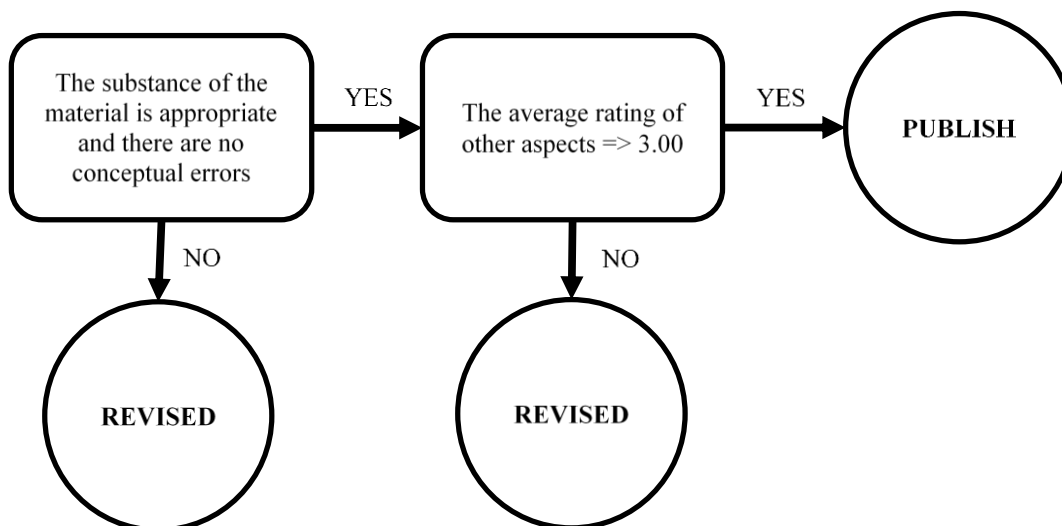 The substance of the
material is appropriate
and there are no
conceptual errors
YES
The average rating of
other aspects => 3.00
YES
PUBLISH
NO
NO
REVISED
REVISED